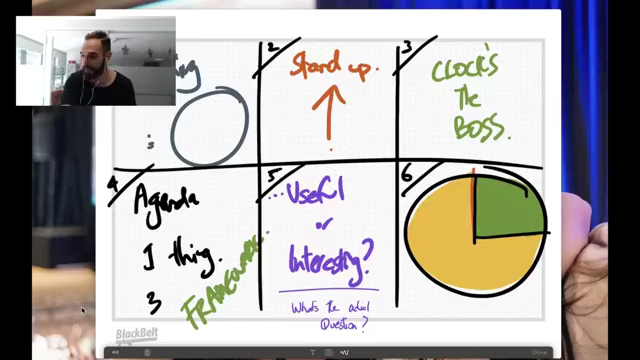 2
Stand up.
3
CLOCK'S
The
BOSS.
4
Agenda
1 thing.
3 FRAMEWORK
5
...Useful
or
Interesting?
What's the actual
Question?
6
BlackBelt
Done